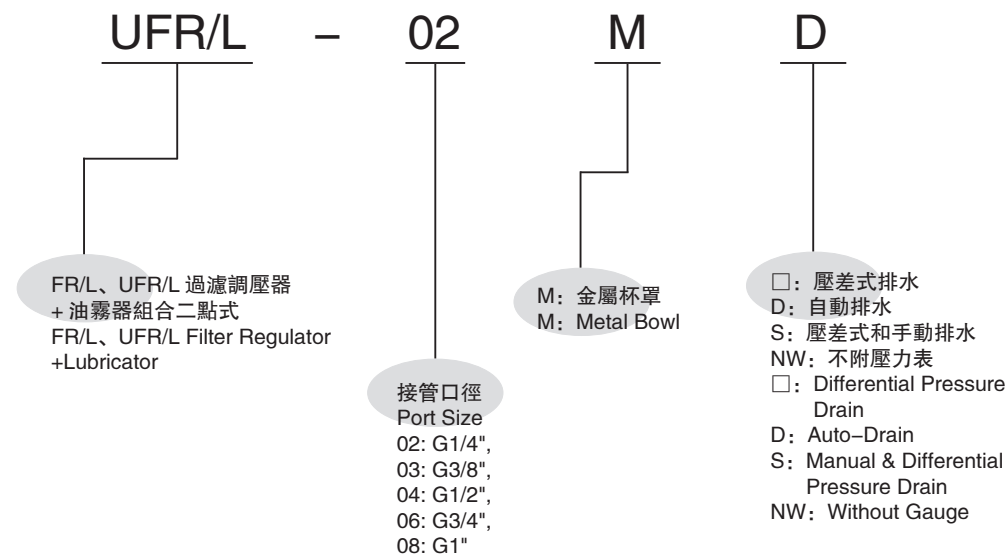 UFR/L – 02 M D
FR/L、UFR/L 過濾調壓器
+ 油霧器組合二點式
FR/L、UFR/L Filter Regulator
+Lubricator
接管口徑
Port Size
02: G1/4",
03: G3/8",
04: G1/2",
06: G3/4",
08: G1"
M：金屬杯罩
M：Metal Bowl
□：壓差式排水
D：自動排水
S：壓差式和手動排水
NW：不附壓力表
□：Differential Pressure
Drain
D：Auto–Drain
S：Manual & Differential
Pressure Drain
NW：Without Gauge